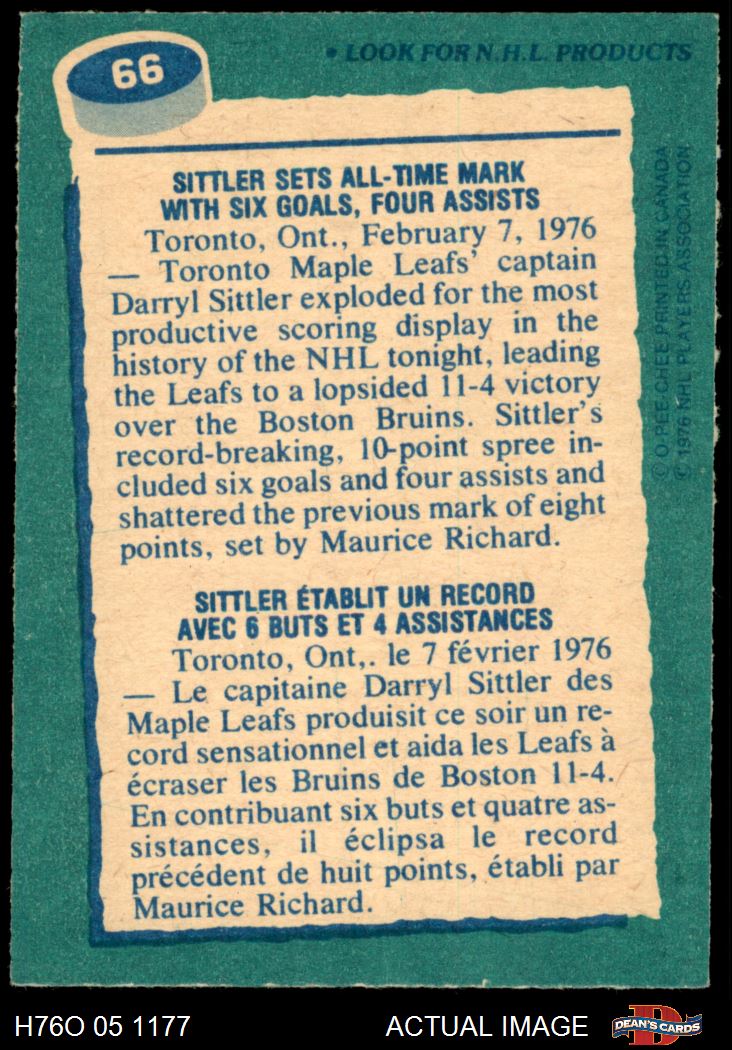 66
• LOOK FOR N.H.L. PRODUCTS
SITTLER SETS ALL-TIME MARK
WITH SIX GOALS, FOUR ASSISTS
Toronto, Ont., February 7, 1976
— Toronto Maple Leafs' captain
Darryl Sittler exploded for the most
productive scoring display in the
history of the NHL tonight, leading
the Leafs to a lopsided 11-4 victory
over the Boston Bruins. Sittler's
record-breaking, 10-point spree in-
cluded six goals and four assists and
shattered the previous mark of eight
points, set by Maurice Richard.
SITTLER ÉTABLIT UN RECORD
AVEC 6 BUTS ET 4 ASSISTANCES
Toronto, Ont,. le 7 février 1976
— Le capitaine Darryl Sittler des
Maple Leafs produisit ce soir un re-
cord sensationnel et aida les Leafs à
écraser les Bruins de Boston 11-4.
En contribuant six buts et quatre as-
sistances, il éclipsa le record
précédent de huit points, établi par
Maurice Richard.
© O-PEE-CHEE PRINTED IN CANADA
© 1976 NHL PLAYERS ASSOCIATION
H76O 05 1177
ACTUAL IMAGE
D
DEAN'S CARDS